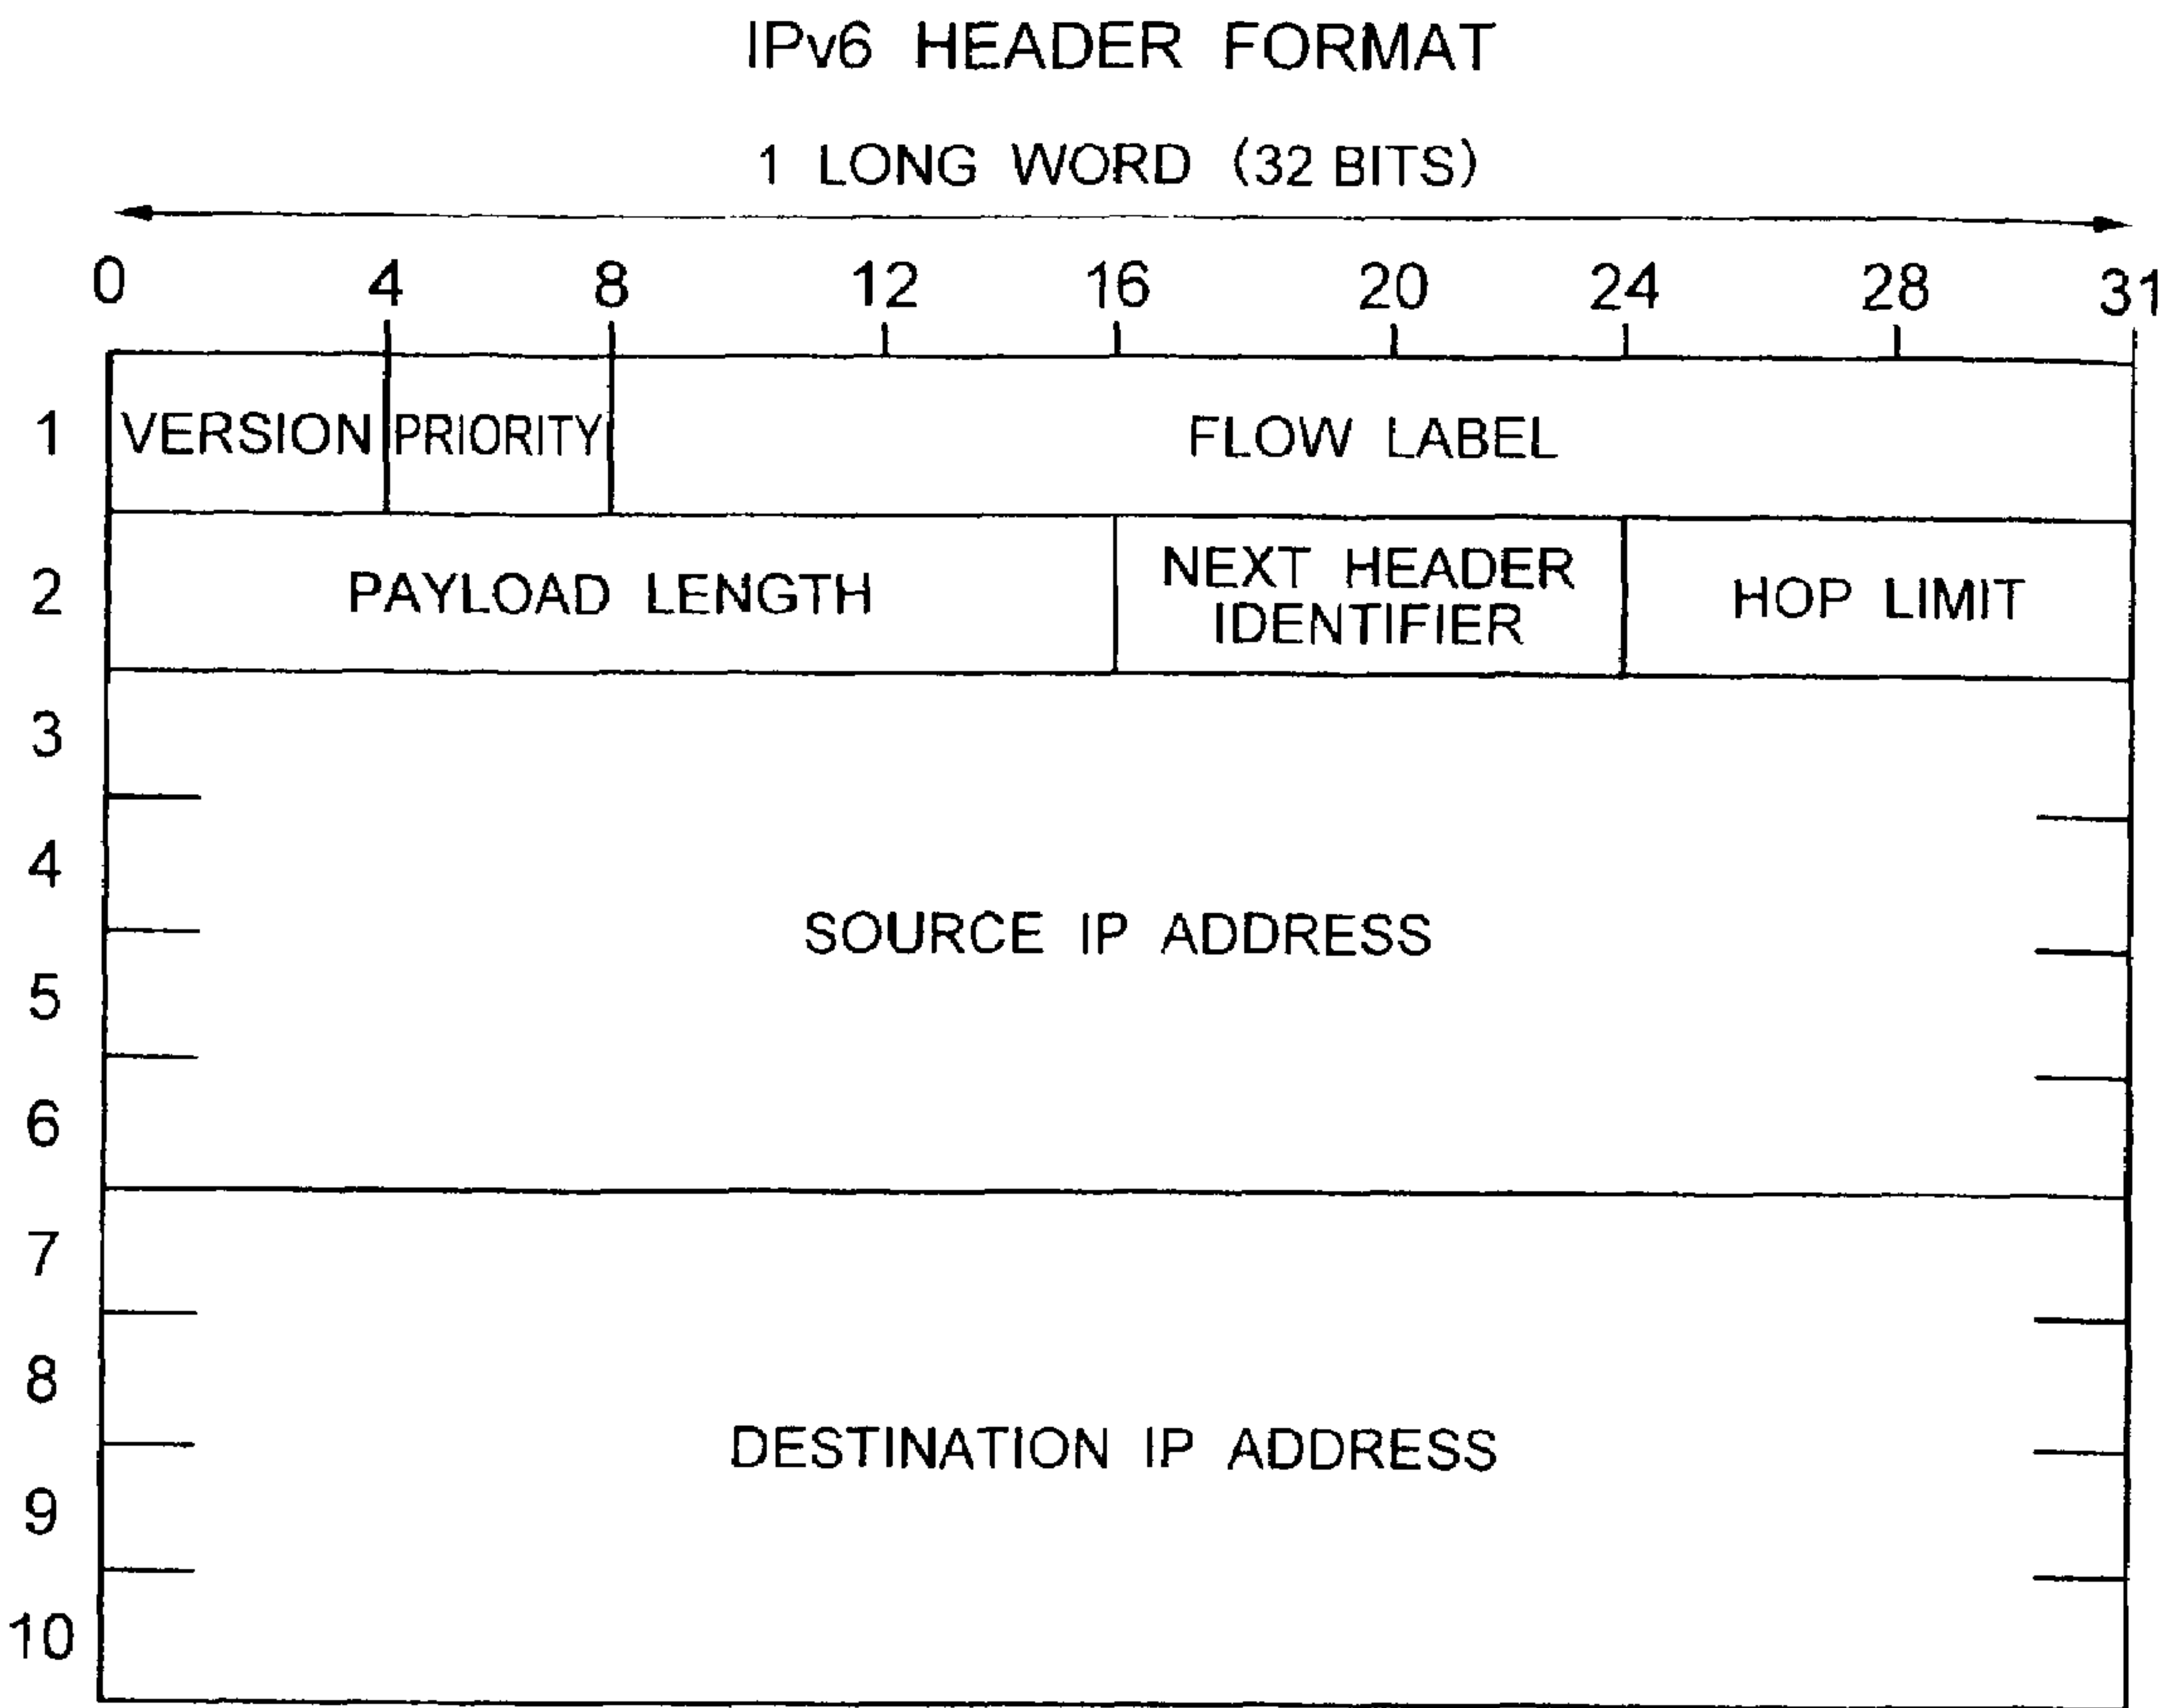 IPv6 HEADER FORMAT
1 LONG WORD (32 BITS)
0 4 8 12 16 20 24 28 31
1 VERSION PRIORITY FLOW LABEL
2 PAYLOAD LENGTH NEXT HEADER IDENTIFIER HOP LIMIT
3
4
SOURCE IP ADDRESS
5
6
7
8
DESTINATION IP ADDRESS
9
10